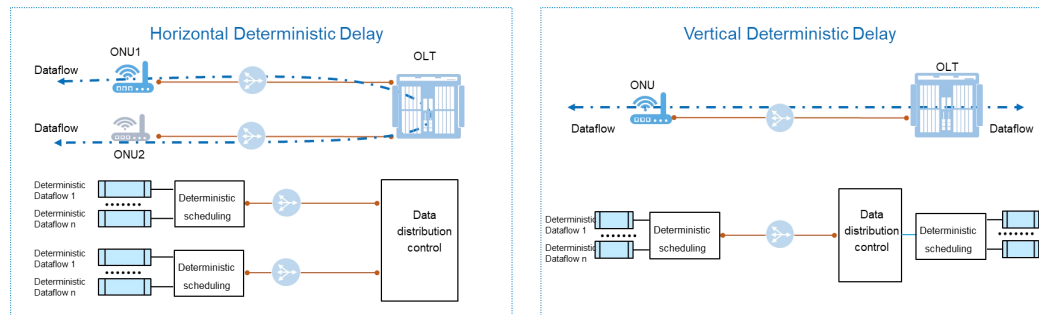 Horizontal Deterministic Delay
ONU1
OLT
Dataflow
Dataflow
ONU2
Deterministic
Dataflow 1
Deterministic
Dataflow n
Deterministic
scheduling
Deterministic
Dataflow 1
Deterministic
Dataflow n
Deterministic
scheduling
Data
distribution
control
Vertical Deterministic Delay
ONU
OLT
Dataflow
Dataflow
Deterministic
Dataflow 1
Deterministic
Dataflow n
Deterministic
scheduling
Data
distribution
control
Deterministic
scheduling